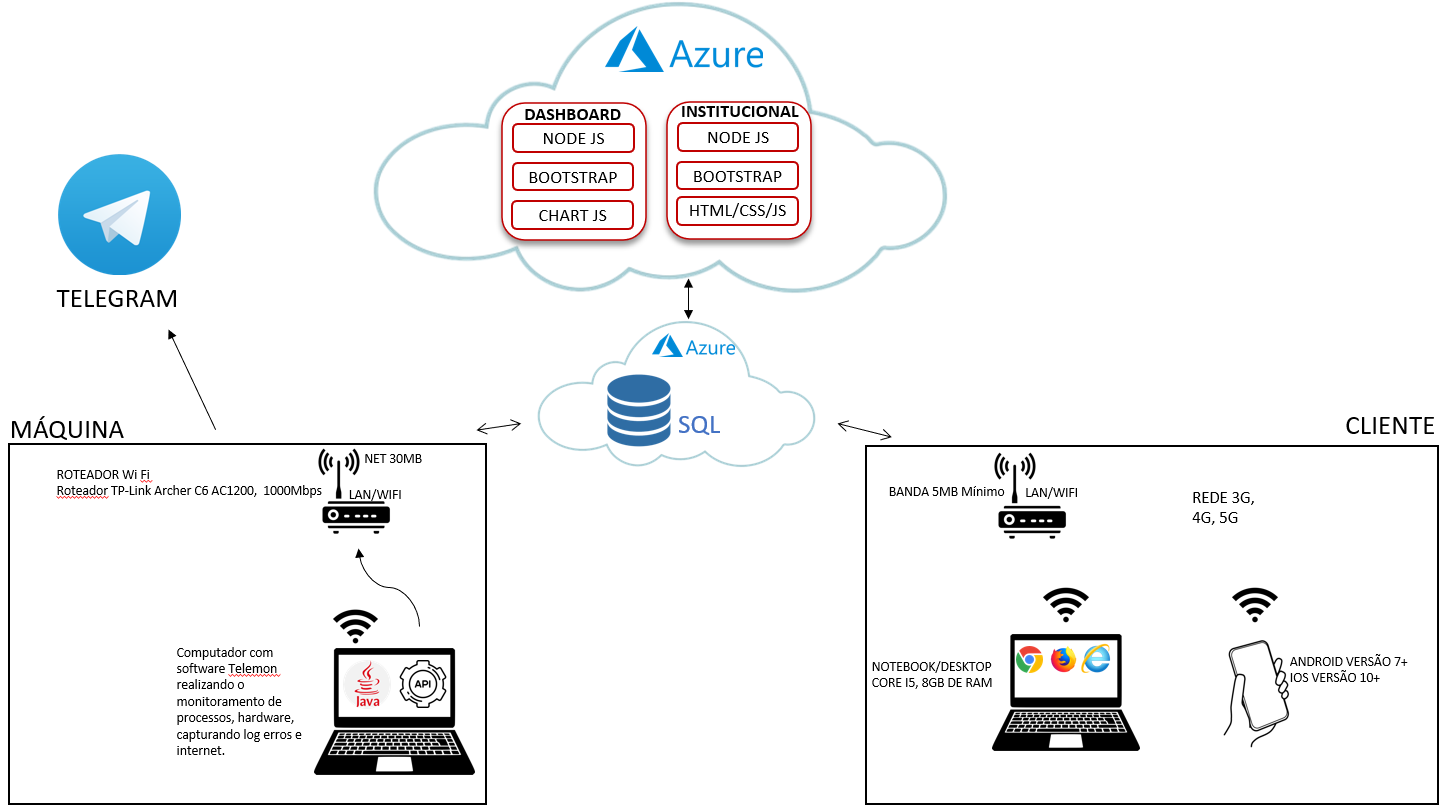 Azure
DASHBOARD
NODE JS
BOOTSTRAP
CHART JS
INSTITUCIONAL
NODE JS
BOOTSTRAP
HTML/CSS/JS
TELEGRAM
Azure
SQL
MÁQUINA
ROTEADOR Wi Fi
Roteador TP-Link Archer C6 AC1200, 1000Mbps
NET 30MB
LAN/WIFI
Computador com
software Telemon
realizando o
monitoramento de
processos, hardware,
capturando log erros e
internet.
Java
API
CLIENTE
BANDA 5MB Mínimo
LAN/WIFI
REDE 3G,
4G, 5G
NOTEBOOK/DESKTOP
CORE I5, 8GB DE RAM
ANDROID VERSÃO 7+
IOS VERSÃO 10+